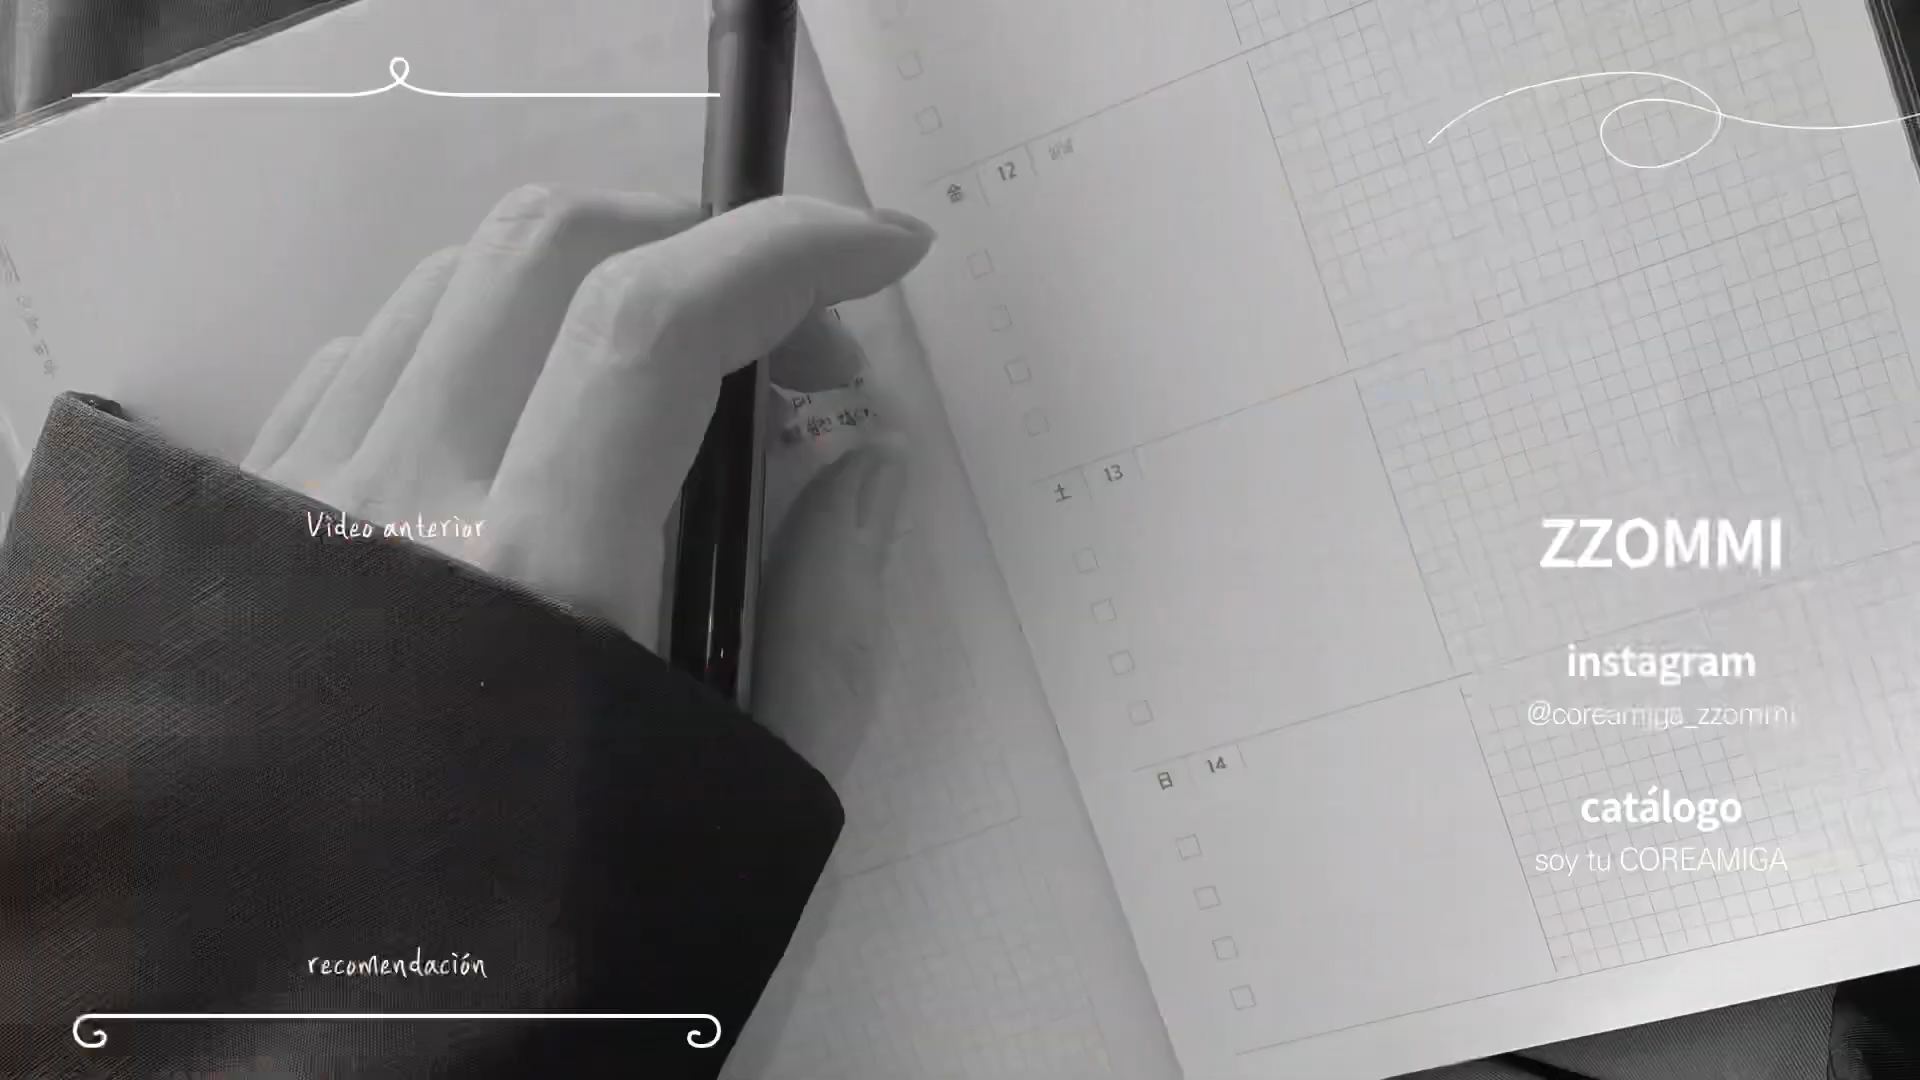 Video anterior
recomendación
金 12
土 13
日 14
ZZOMMI
instagram
@coreamiga_zzommi
catálogo
soy tu COREAMIGA